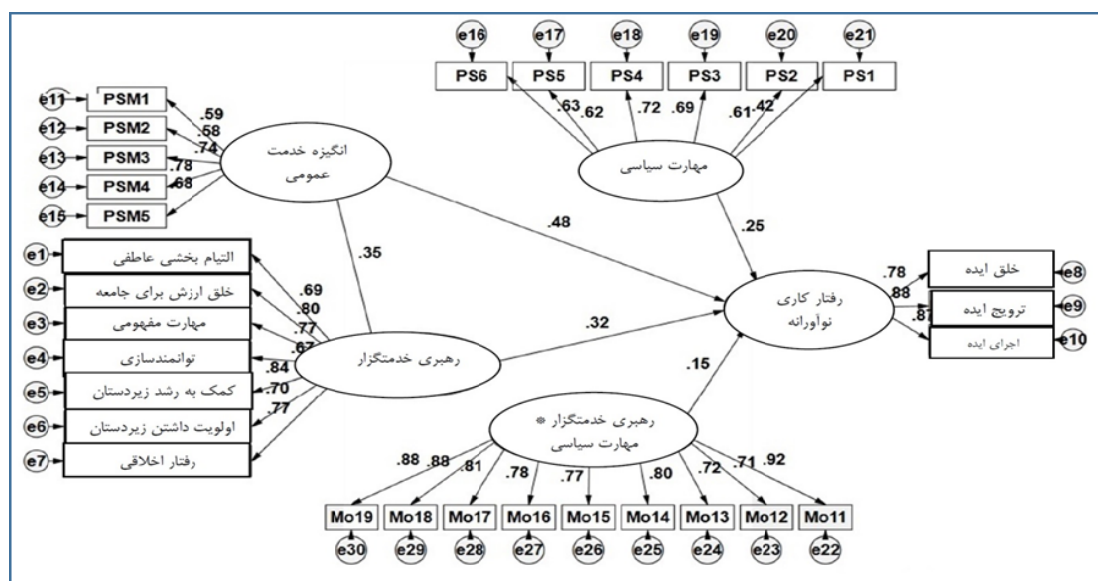 e16 e17 e18 e19 e20 e21
PS6 PS5 PS4 PS3 PS2 PS1
.63 .62 .72 .69 .61 .42
مهارت سیاسی
e11 PSM1
e12 PSM2
e13 PSM3
e14 PSM4
e15 PSM5
.59
.58
.74
.78
.68
انگیزه خدمت
عمومی
.48
.25
.35
e1 التیام بخشی عاطفی
e2 خلق ارزش برای جامعه
e3 مهارت مفهومی
e4 توانمندسازی
e5 کمک به رشد زیردستان
e6 اولویت داشتن زیردستان
e7 رفتار اخلاقی
.69
.80
.77
.67
.84
.70
.77
رهبری خدمتگزار
.32
رفتار کاری
نوآورانه
.78
.88
.87
خلق ایده e8
ترویج ایده e9
اجرای ایده e10
.15
رهبری خدمتگزار *
مهارت سیاسی
.88 .88 .81 .78 .77 .80 .72 .71 .92
Mo19 Mo18 Mo17 Mo16 Mo15 Mo14 Mo13 Mo12 Mo11
e30 e29 e28 e27 e26 e25 e24 e23 e22